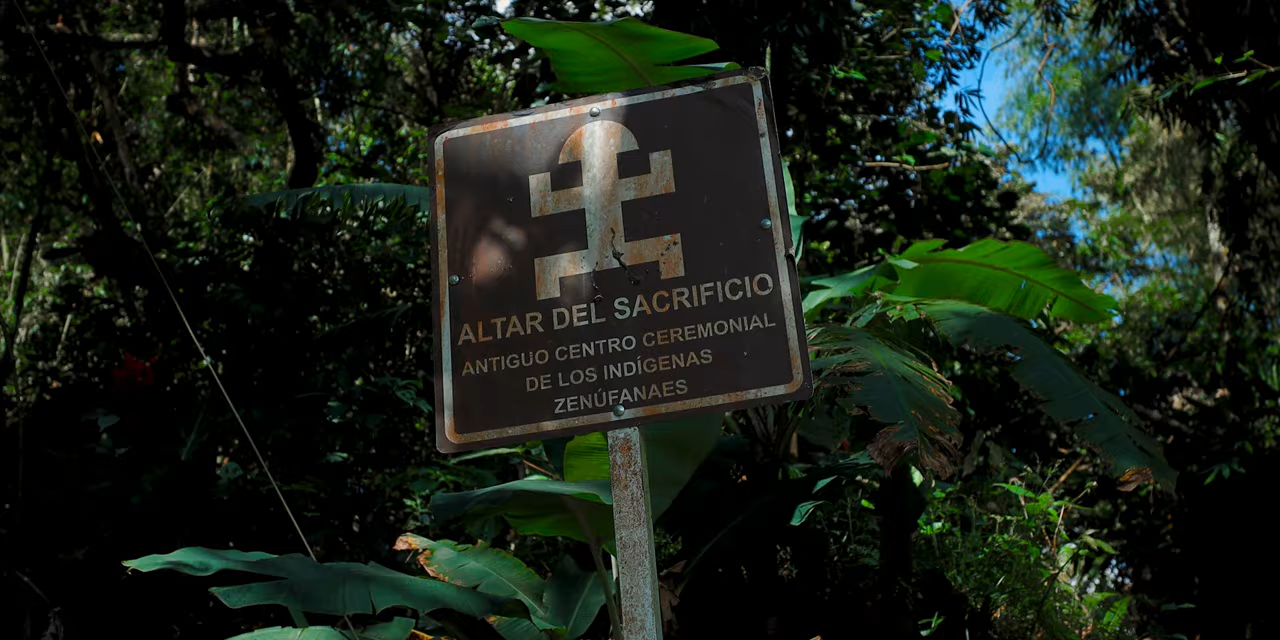 ALTAR DEL SACRIFICIO
ANTIGUO CENTRO CEREMONIAL
DE LOS INDÍGENAS
ZENÚFANAES